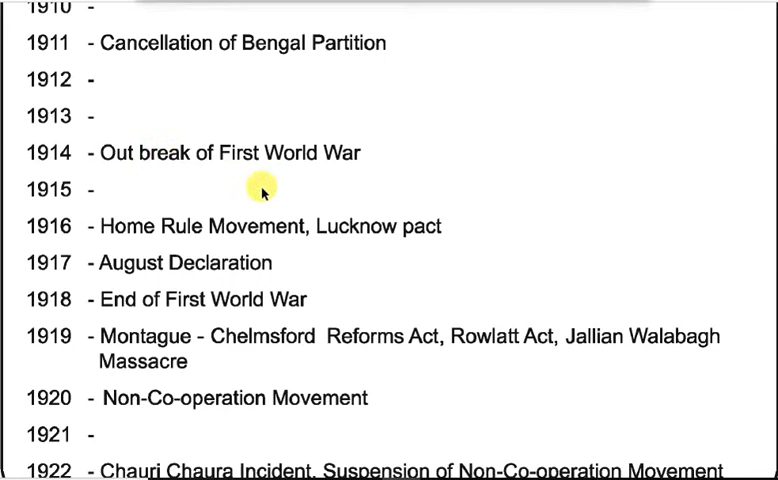 1910 -
1911 - Cancellation of Bengal Partition
1912 -
1913 -
1914 - Out break of First World War
1915 -
1916 - Home Rule Movement, Lucknow pact
1917 - August Declaration
1918 - End of First World War
1919 - Montague - Chelmsford Reforms Act, Rowlatt Act, Jallian Walabagh
Massacre
1920 - Non-Co-operation Movement
1921 -
1922 - Chauri Chaura Incident, Suspension of Non-Co-operation Movement